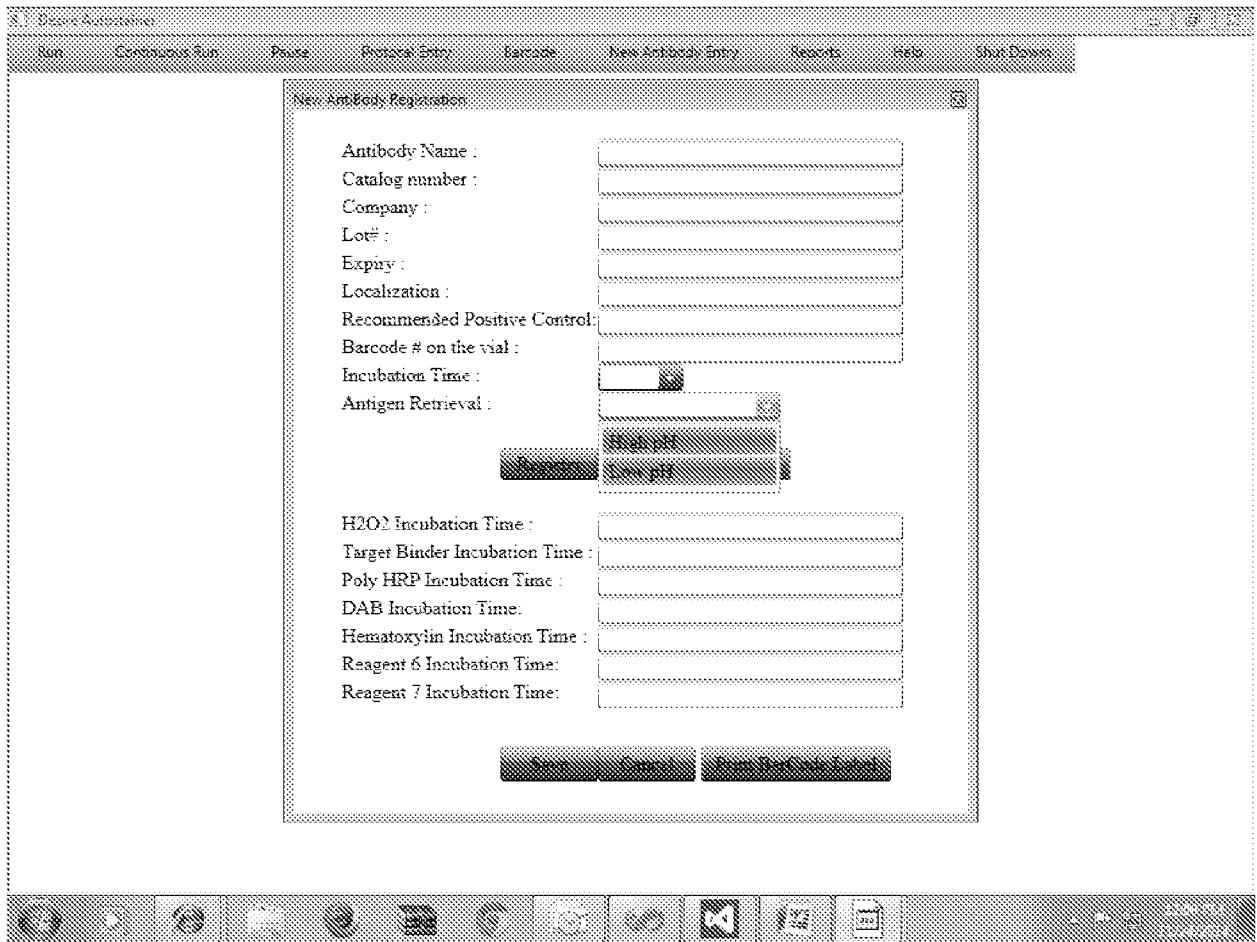 Desire Autostainer
Run Continuous Run Pause Protocol Entry Barcode New Antibody Entry Reports Help Shut Down
New AntiBody Registration
Antibody Name :
Catalog number :
Company :
Lot# :
Expiry :
Localization :
Recommended Positive Control:
Barcode # on the vial :
Incubation Time :
Antigen Retrieval :
High pH
Register
Low pH
H2O2 Incubation Time :
Target Binder Incubation Time :
Poly HRP Incubation Time :
DAB Incubation Time:
Hematoxylin Incubation Time :
Reagent 6 Incubation Time:
Reagent 7 Incubation Time:
Save Cancel Print BarCode Label